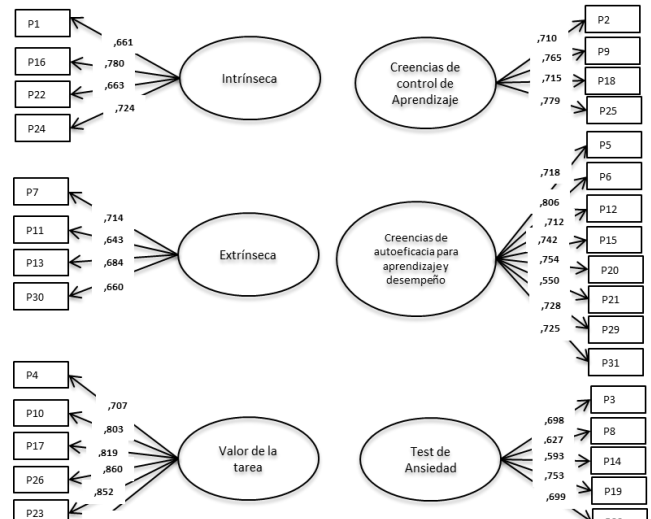 P1
P16
P22
P24
,661
,780
,663
,724
Intrínseca
Creencias de
control de
Aprendizaje
,710
,765
,715
,779
P2
P9
P18
P25
P7
P11
P13
P30
,714
,643
,684
,660
Extrínseca
Creencias de
autoeficacia para
aprendizaje y
desempeño
,718
,806
,712
,742
,754
,550
,728
,725
P5
P6
P12
P15
P20
P21
P29
P31
P4
P10
P17
P26
P23
,707
,803
,819
,860
,852
Valor de la
tarea
Test de
Ansiedad
,698
,627
,593
,753
,699
P3
P8
P14
P19